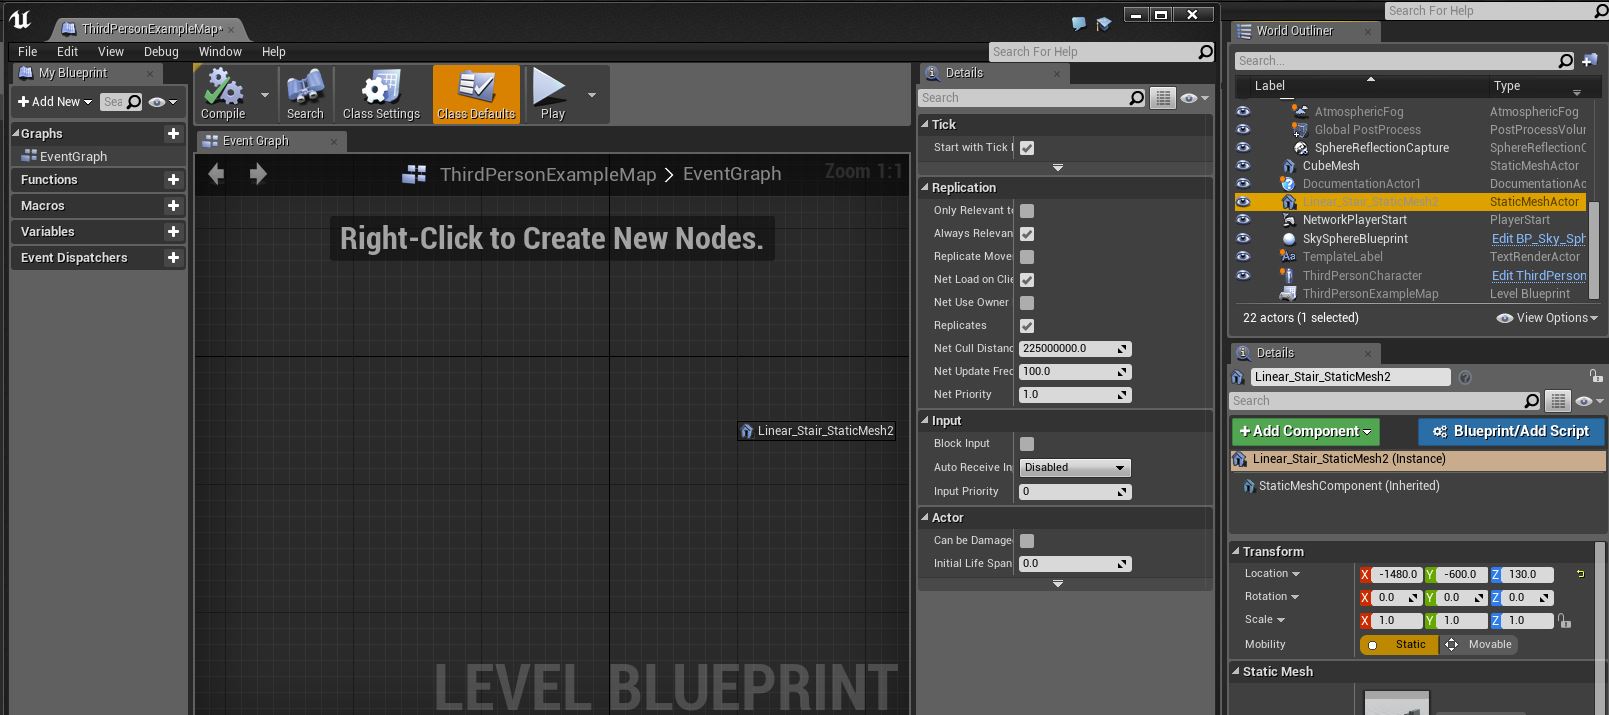 Search For Help
ThirdPersonExampleMap*
File Edit View Debug Window Help
Search For Help
My Blueprint
Add New
Sea
Graphs
EventGraph
Functions
Macros
Variables
Event Dispatchers
Compile
Search
Class Settings
Class Defaults
Play
Event Graph
ThirdPersonExampleMap > EventGraph
Zoom 1:1
Right-Click to Create New Nodes.
Linear_Stair_StaticMesh2
LEVEL BLUEPRINT
Details
Search
Tick
Start with Tick
Replication
Only Relevant to
Always Relevan
Replicate Move
Net Load on Clie
Net Use Owner
Replicates
Net Cull Distanc 225000000.0
Net Update Freq 100.0
Net Priority 1.0
Input
Block Input
Auto Receive In Disabled
Input Priority 0
Actor
Can be Damage
Initial Life Span 0.0
World Outliner
Search...
Label Type
AtmosphericFog AtmosphericFog
Global PostProcess PostProcessVolu
SphereReflectionCapture SphereReflectionC
CubeMesh StaticMeshActor
DocumentationActor1 DocumentationAc
Linear_Stair_StaticMesh2 StaticMeshActor
NetworkPlayerStart PlayerStart
SkySphereBlueprint Edit BP_Sky_Sph
TemplateLabel TextRenderActor
ThirdPersonCharacter Edit ThirdPerson
ThirdPersonExampleMap Level Blueprint
22 actors (1 selected) View Options
Details
Linear_Stair_StaticMesh2
Search
Add Component Blueprint/Add Script
Linear_Stair_StaticMesh2 (Instance)
StaticMeshComponent (Inherited)
Transform
Location X -1480.0 Y -600.0 Z 130.0
Rotation X 0.0 Y 0.0 Z 0.0
Scale X 1.0 Y 1.0 Z 1.0
Mobility Static Movable
Static Mesh